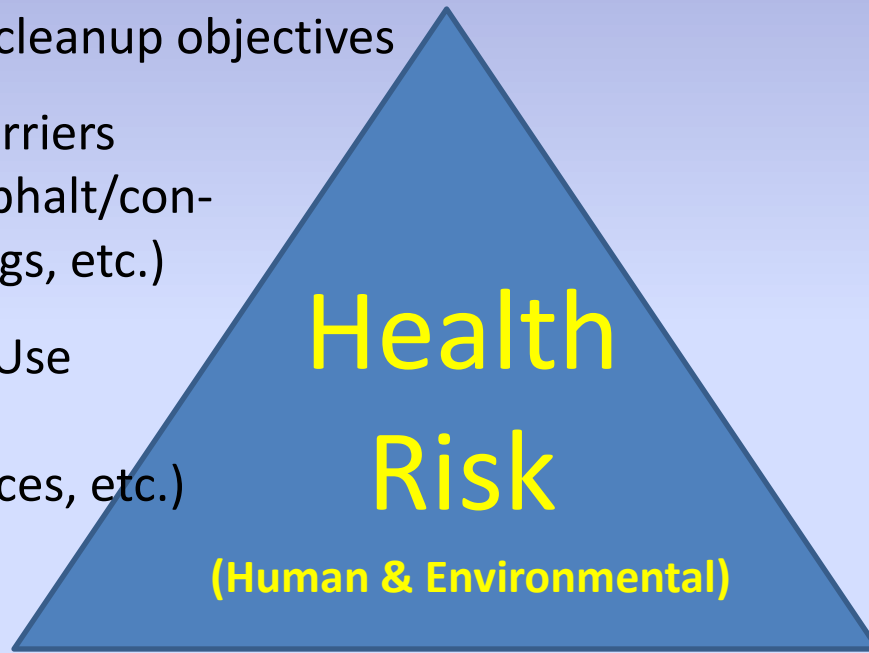 cleanup objectives
rriers
phalt/con-
gs, etc.)
Use
ces, etc.)
Health
Risk
(Human & Environmental)